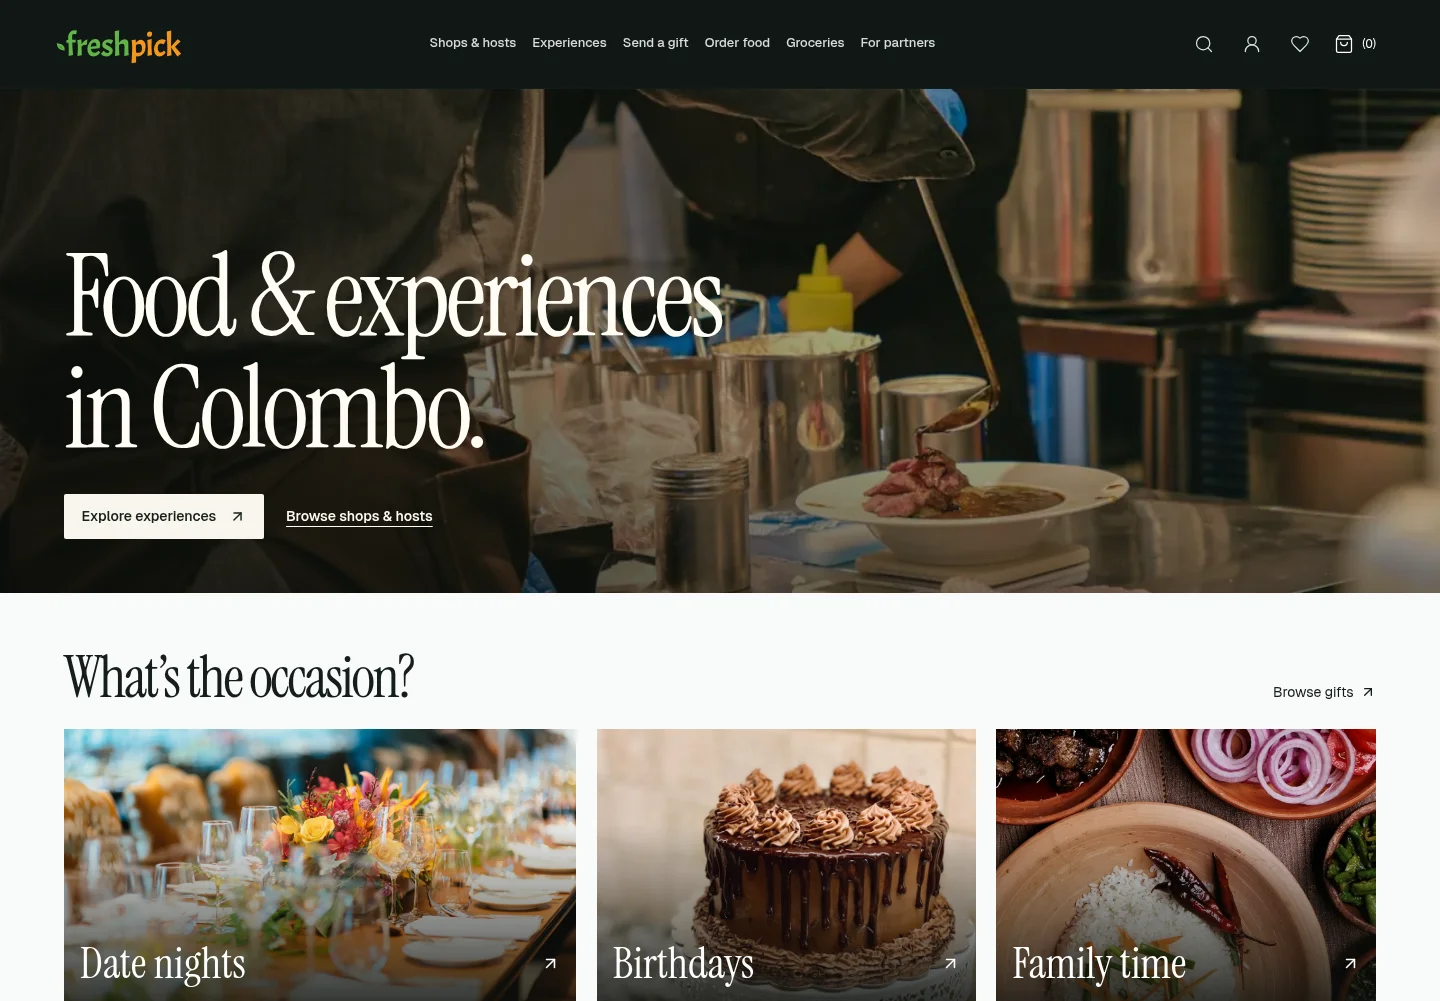 freshpick
Shops & hosts
Experiences
Send a gift
Order food
Groceries
For partners
(0)
Food & experiences
in Colombo.
Explore experiences
Browse shops & hosts
What's the occasion?
Browse gifts
Date nights
Birthdays
Family time